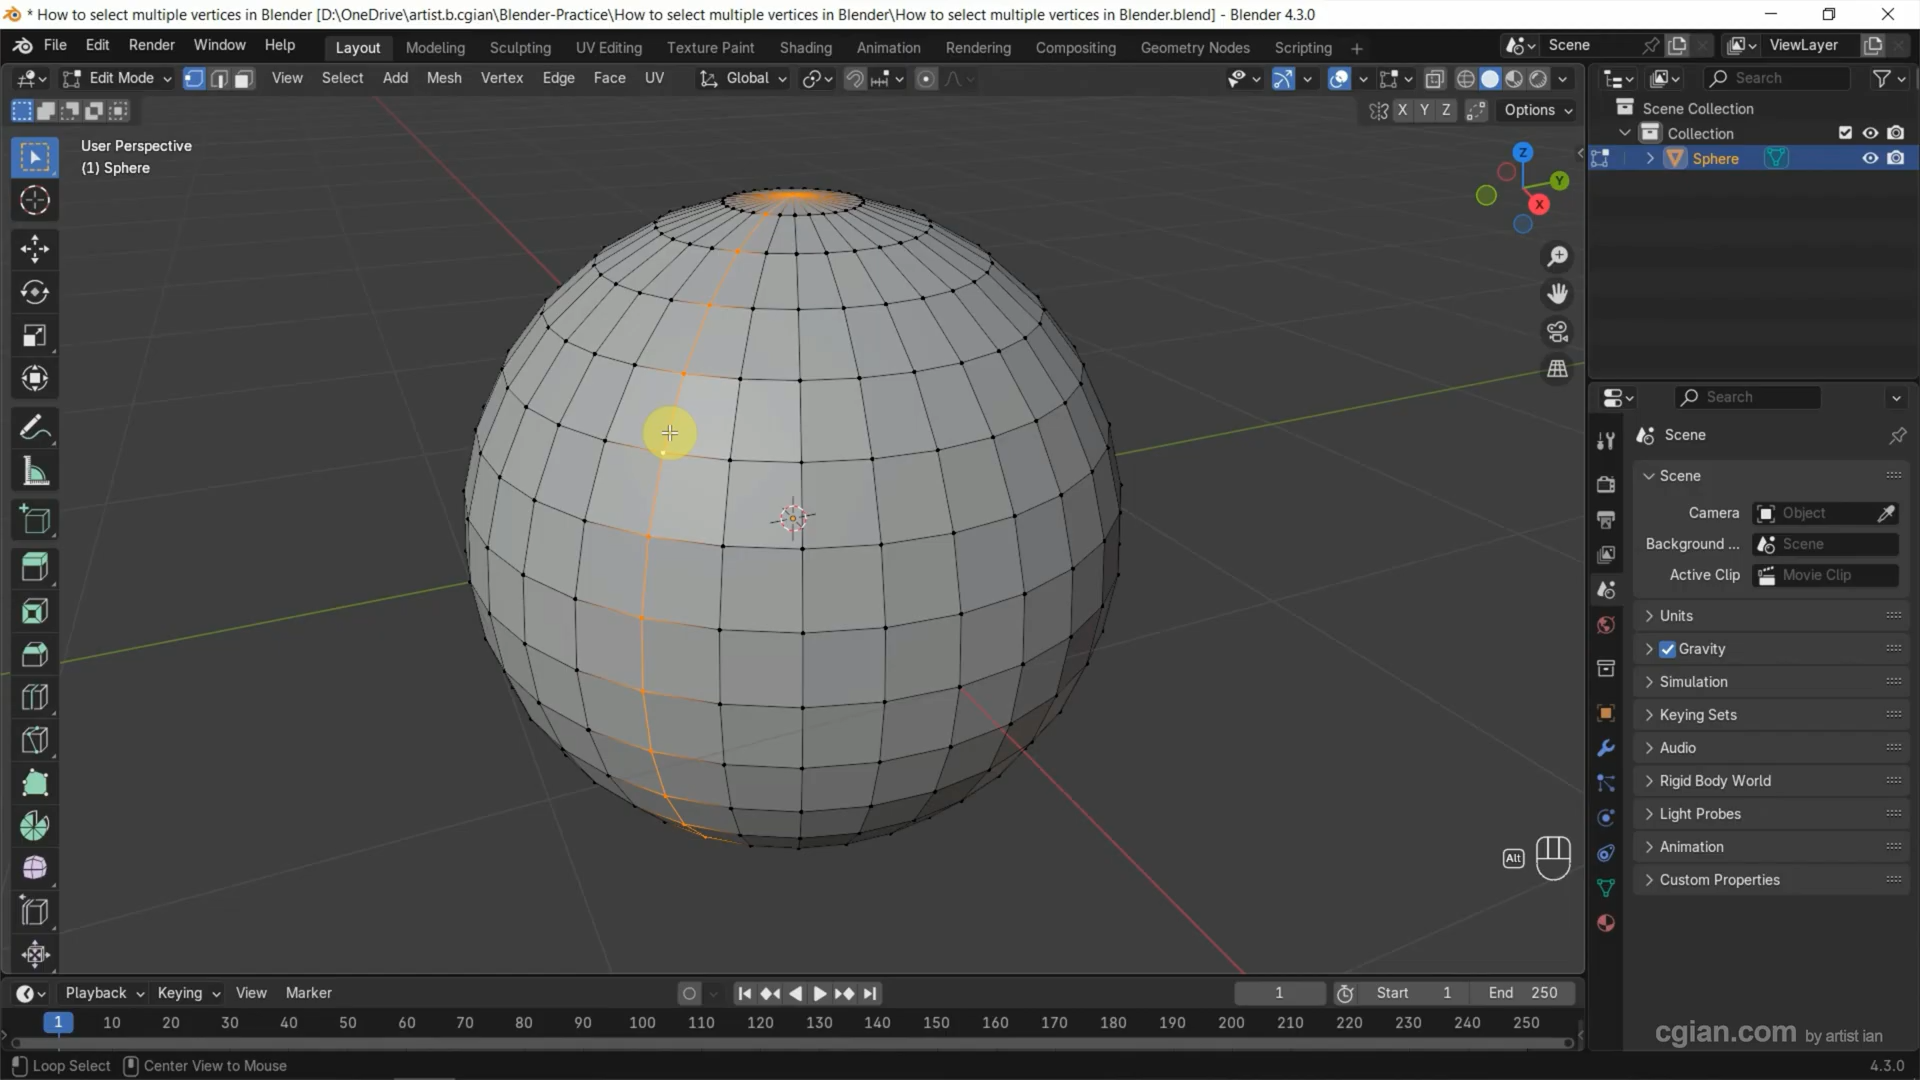 * How to select multiple vertices in Blender [D:\OneDrive\artist.b.cgian\Blender-Practice\How to select multiple vertices in Blender\How to select multiple vertices in Blender.blend] - Blender 4.3.0
File Edit Render Window Help Layout Modeling Sculpting UV Editing Texture Paint Shading Animation Rendering Compositing Geometry Nodes Scripting + Scene ViewLayer
Edit Mode View Select Add Mesh Vertex Edge Face UV Global Search
X Y Z Options
Scene Collection
Collection
Sphere
User Perspective
(1) Sphere
Z
Y
X
Search
Scene
Scene
Camera Object
Background ... Scene
Active Clip Movie Clip
Units
Gravity
Simulation
Keying Sets
Audio
Rigid Body World
Light Probes
Animation
Custom Properties
Alt
Playback Keying View Marker 1 Start 1 End 250
1 10 20 30 40 50 60 70 80 90 100 110 120 130 140 150 160 170 180 190 200 210 220 230 240 250
cgian.com by artist ian
Loop Select Center View to Mouse 4.3.0